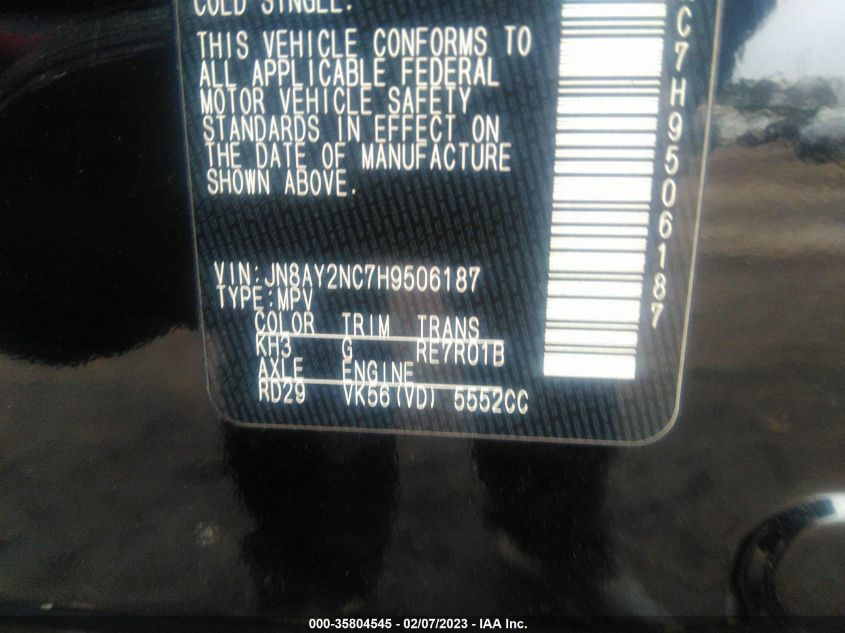 COLD SINGLE:
THIS VEHICLE CONFORMS TO
ALL APPLICABLE FEDERAL
MOTOR VEHICLE SAFETY
STANDARDS IN EFFECT ON
THE DATE OF MANUFACTURE
SHOWN ABOVE.
VIN:JN8AY2NC7H9506187
TYPE:MPV
COLOR TRIM TRANS
KH3 G RE7R01B
AXLE ENGINE
RD29 VK56(VD) 5552CC
C7H9506187
000-35804545 - 02/07/2023 - IAA Inc.